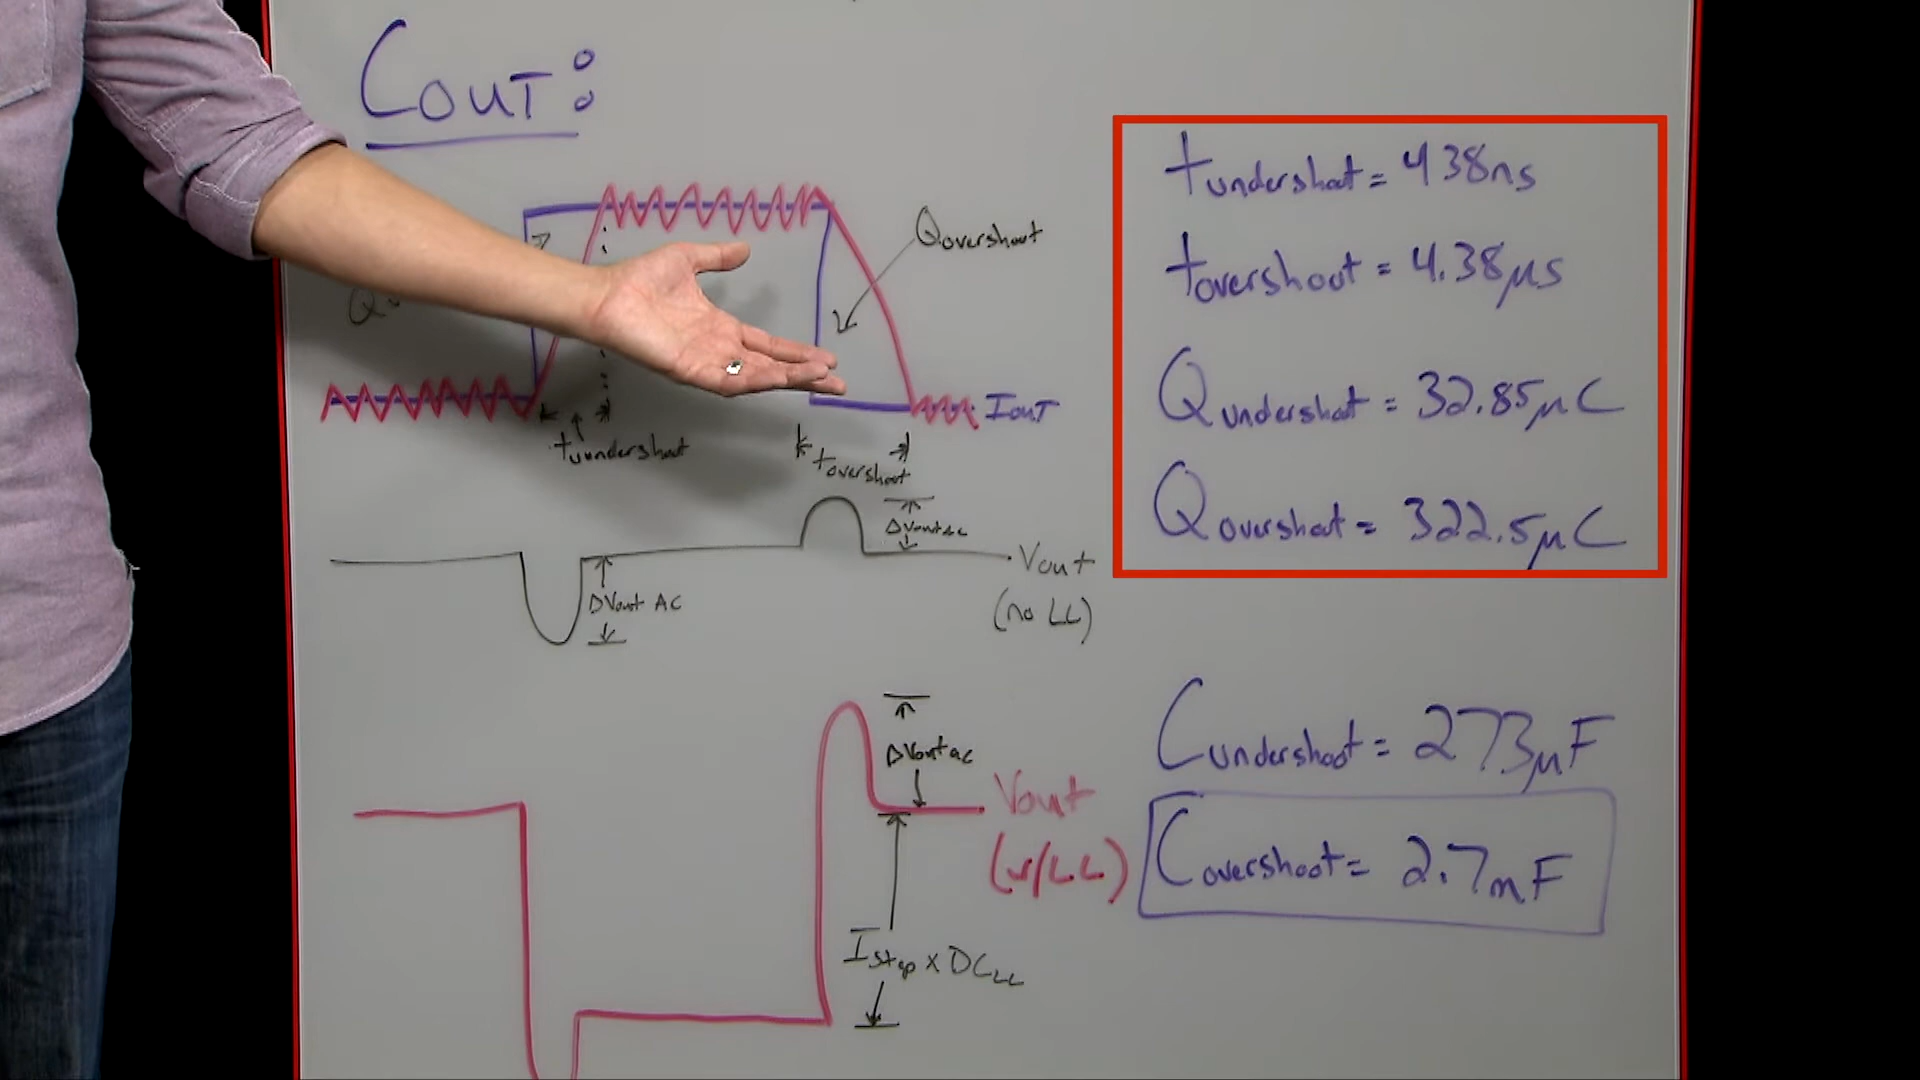 COUT:
tundershoot = 438ns
tovershoot = 4.38μs
Qundershoot = 32.85μC
Qovershoot = 322.5μC
Qovershoot
IOUT
tundershoot
tovershoot
ΔVout AC
ΔVout ac
Vout
(no LL)
ΔVout ac
Vout
(w/LL)
Istep x DCLL
Cundershoot = 273μF
Covershoot = 2.7mF